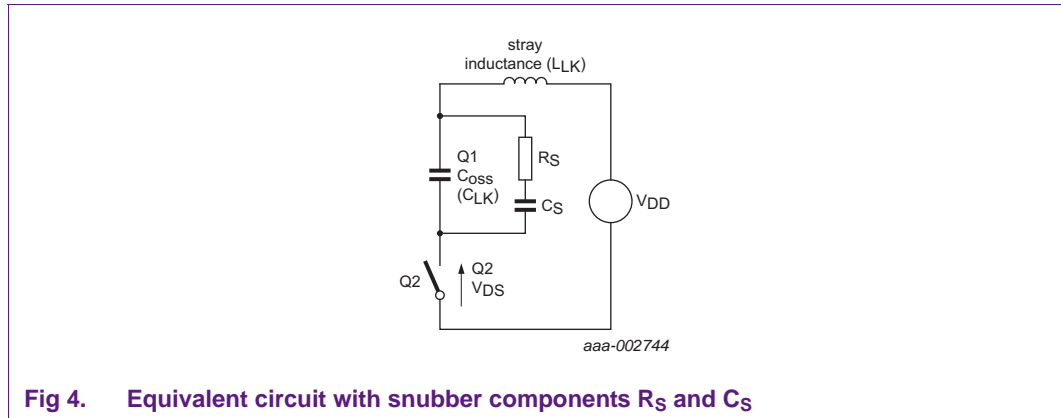 stray
inductance (LLK)
Q1
Coss
(CLK)
RS
CS
VDD
Q2
Q2
VDS
aaa-002744
Fig 4. Equivalent circuit with snubber components RS and CS